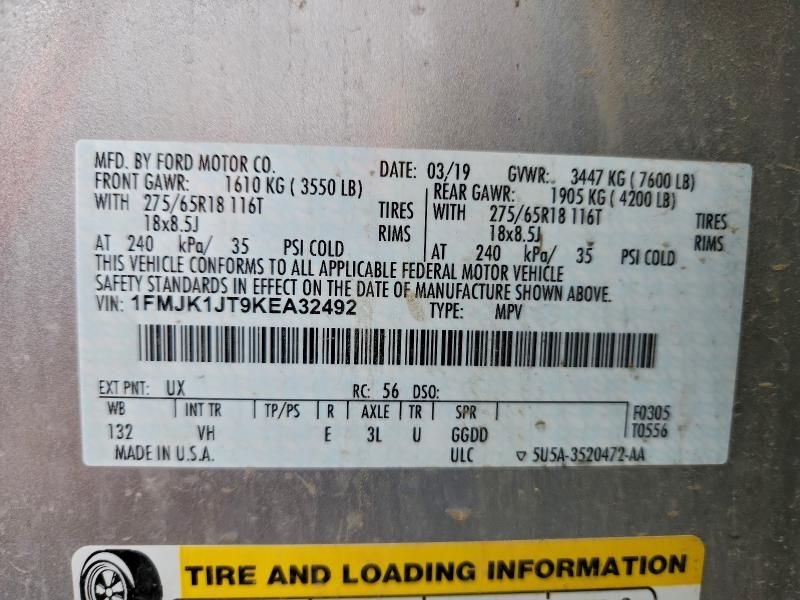 MFD. BY FORD MOTOR CO. DATE: 03/19 GVWR: 3447 KG ( 7600 LB)
FRONT GAWR: 1610 KG ( 3550 LB) REAR GAWR: 1905 KG ( 4200 LB)
WITH 275/65R18 116T TIRES WITH 275/65R18 116T TIRES
18x8.5J RIMS 18x8.5J RIMS
AT 240 kPa/ 35 PSI COLD AT 240 kPa/ 35 PSI COLD
THIS VEHICLE CONFORMS TO ALL APPLICABLE FEDERAL MOTOR VEHICLE
SAFETY STANDARDS IN EFFECT ON THE DATE OF MANUFACTURE SHOWN ABOVE.
VIN: 1FMJK1JT9KEA32492 TYPE: MPV
EXT PNT: UX RC: 56 DSO:
WB INT TR TP/PS R AXLE TR SPR F0305
132 VH E 3L U GGDD T0556
MADE IN U.S.A. ULC ▽ 5U5A-3520472-AA
TIRE AND LOADING INFORMATION